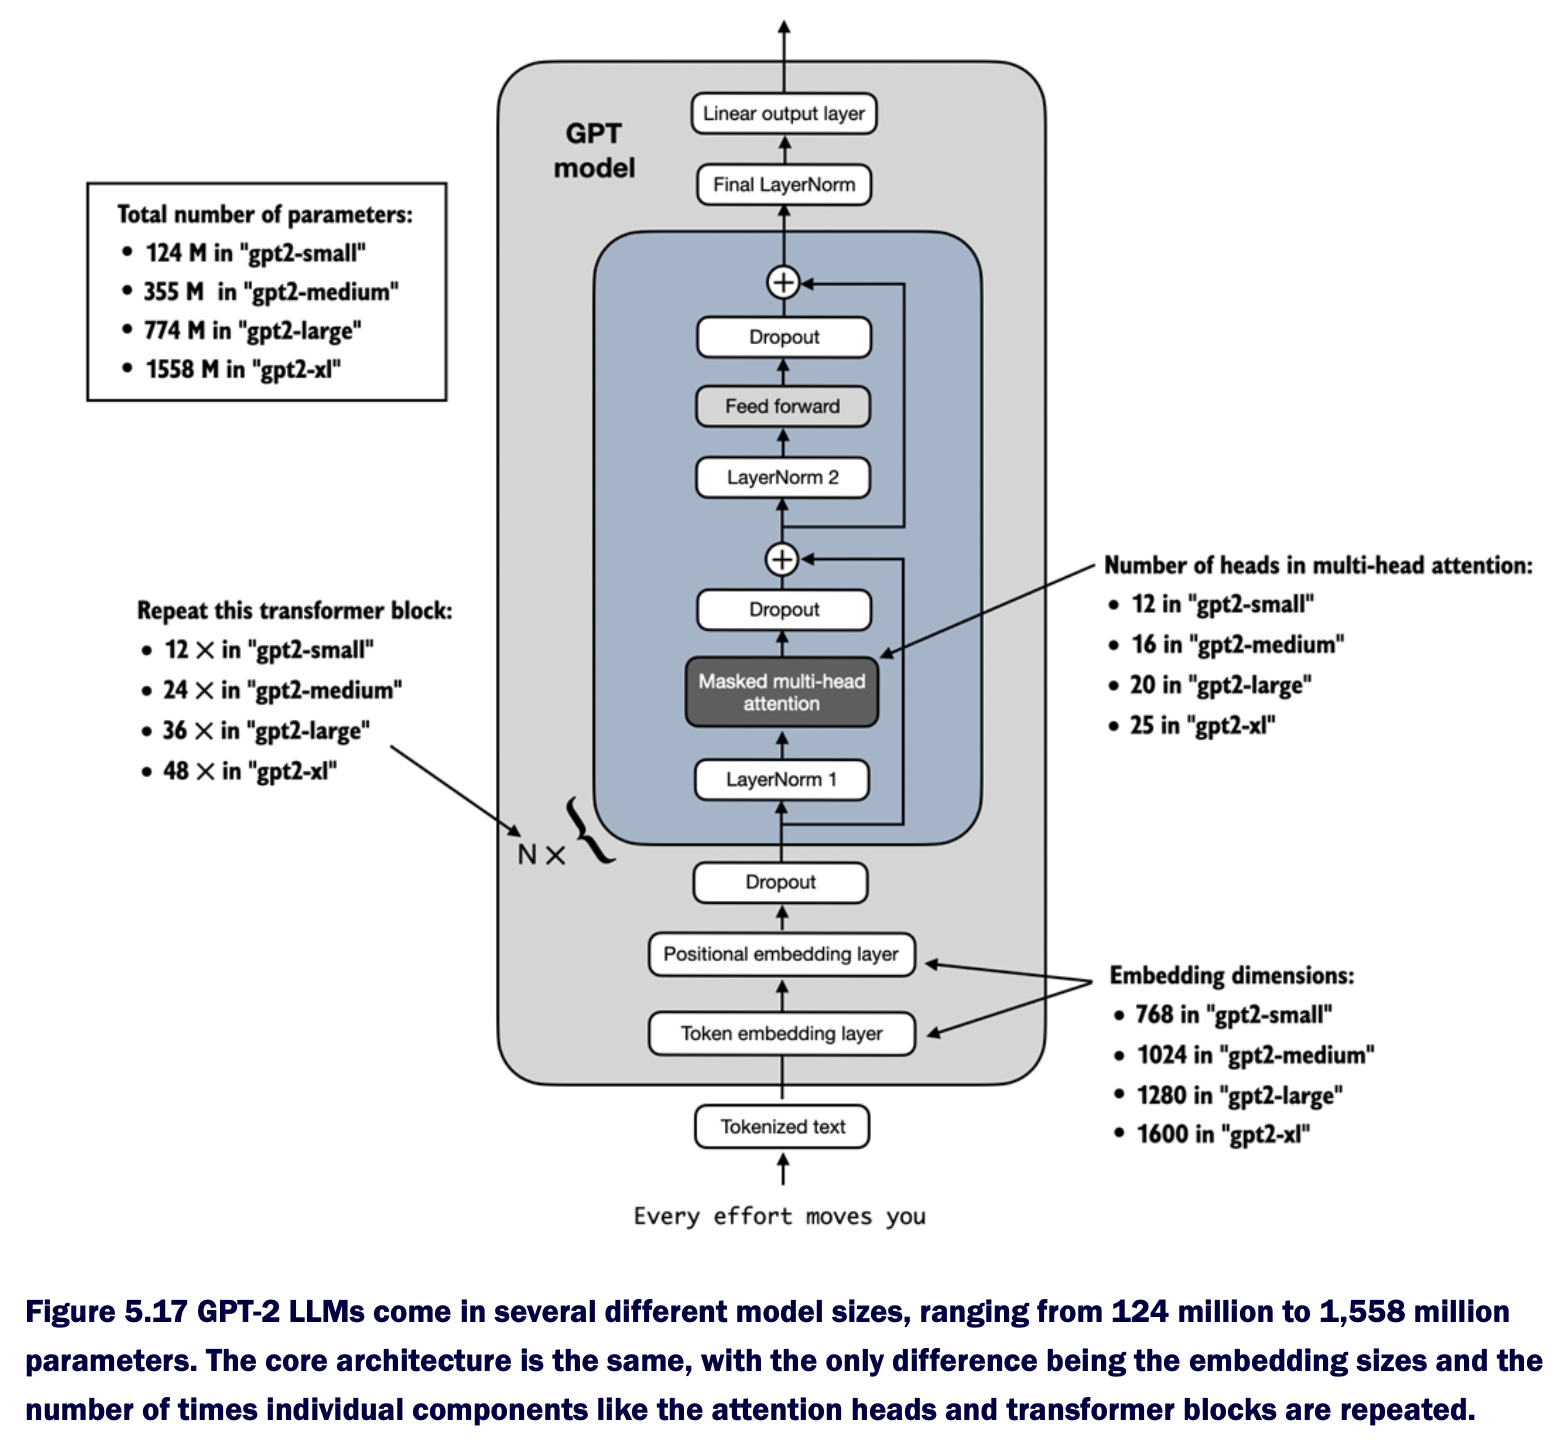 GPT
model
Linear output layer
Final LayerNorm
Total number of parameters:
• 124 M in "gpt2-small"
• 355 M  in "gpt2-medium"
• 774 M in "gpt2-large"
• 1558 M in "gpt2-xl"
+
Dropout
Feed forward
LayerNorm 2
+
Dropout
Masked multi-head
attention
LayerNorm 1
Number of heads in multi-head attention:
• 12 in "gpt2-small"
• 16 in "gpt2-medium"
• 20 in "gpt2-large"
• 25 in "gpt2-xl"
Repeat this transformer block:
• 12 × in "gpt2-small"
• 24 × in "gpt2-medium"
• 36 × in "gpt2-large"
• 48 × in "gpt2-xl"
N × {
Dropout
Positional embedding layer
Token embedding layer
Embedding dimensions:
• 768 in "gpt2-small"
• 1024 in "gpt2-medium"
• 1280 in "gpt2-large"
• 1600 in "gpt2-xl"
Tokenized text
Every effort moves you
Figure 5.17 GPT-2 LLMs come in several different model sizes, ranging from 124 million to 1,558 million
parameters. The core architecture is the same, with the only difference being the embedding sizes and the
number of times individual components like the attention heads and transformer blocks are repeated.